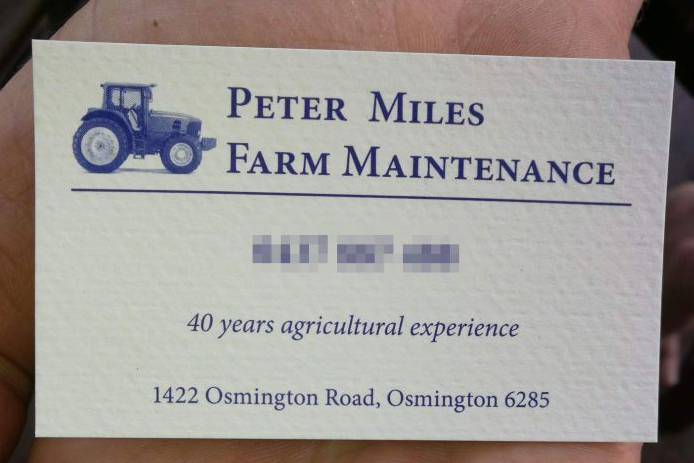 Peter Miles
Farm Maintenance
40 years agricultural experience
1422 Osmington Road, Osmington 6285